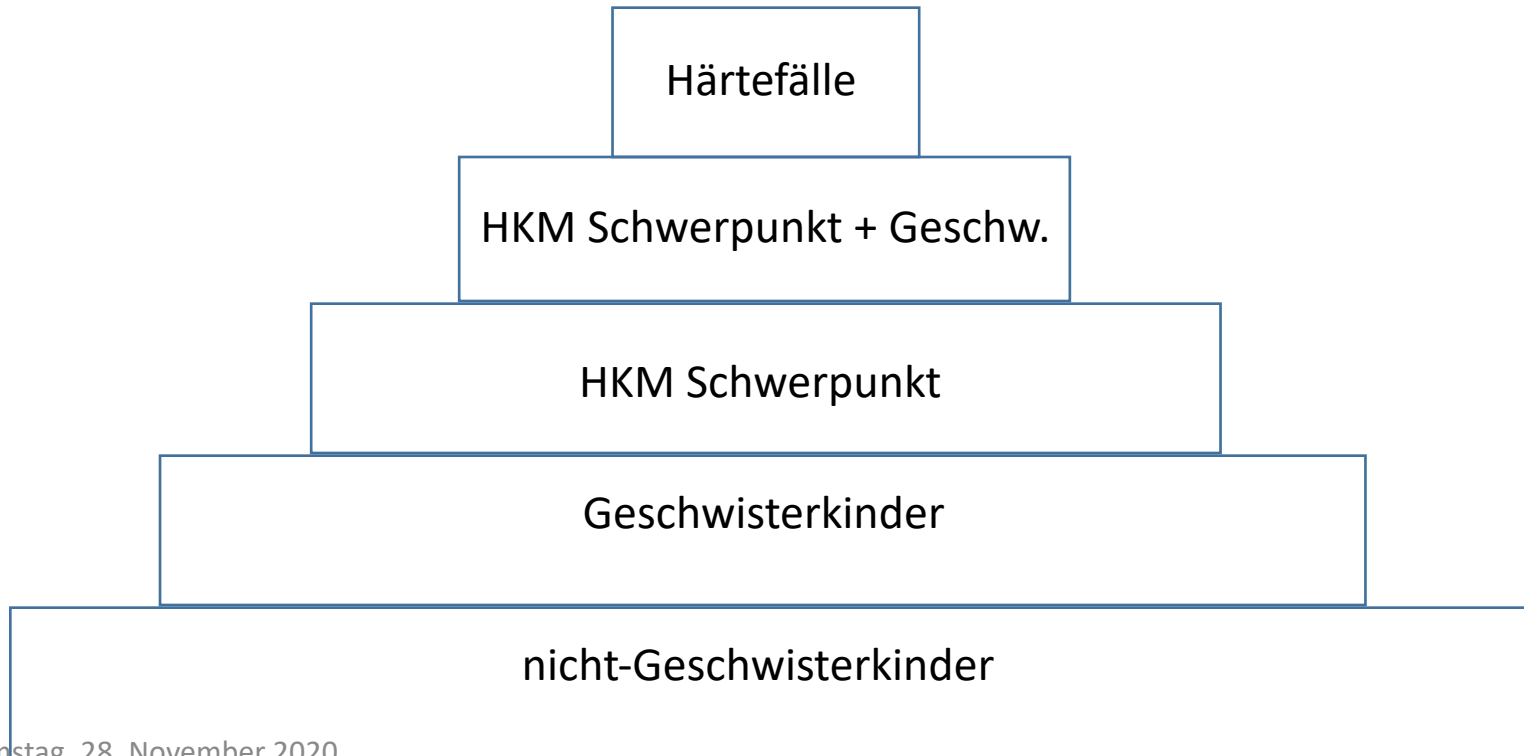 Härtefälle
HKM Schwerpunkt + Geschw.
HKM Schwerpunkt
Geschwisterkinder
nicht-Geschwisterkinder
28. November 2020